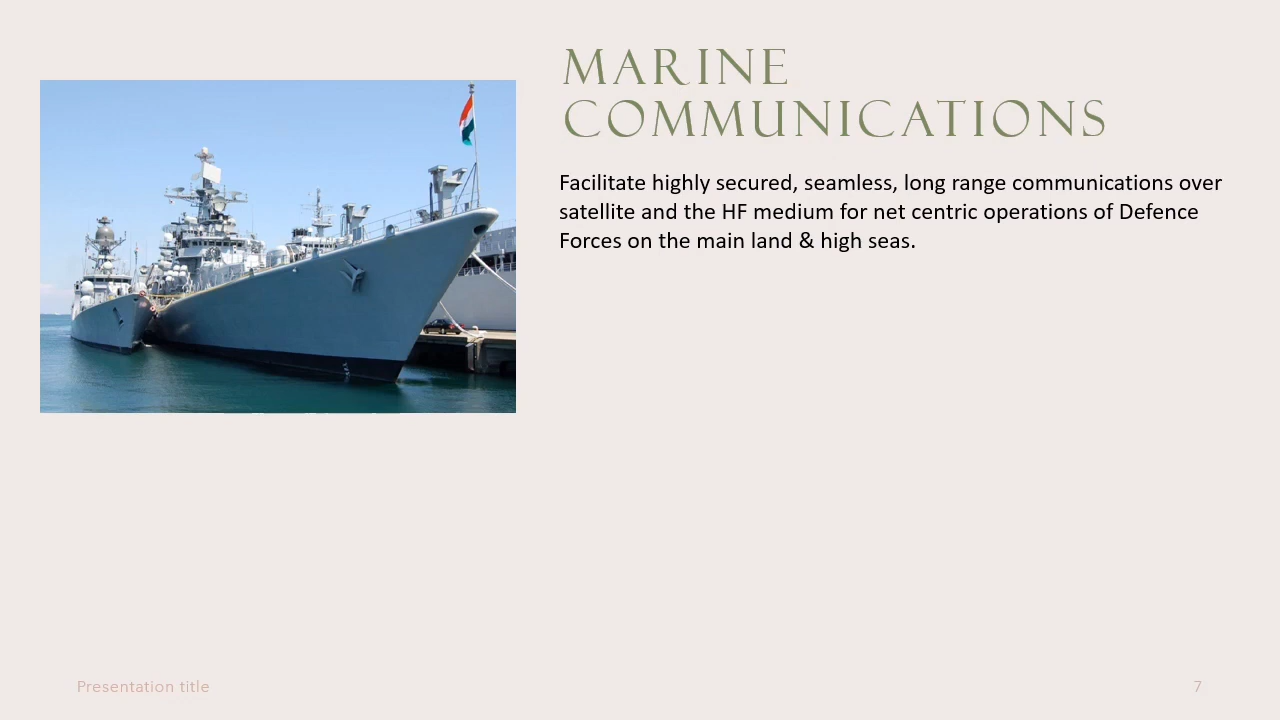 MARINE
COMMUNICATIONS
Facilitate highly secured, seamless, long range communications over
satellite and the HF medium for net centric operations of Defence
Forces on the main land & high seas.
Presentation title
7